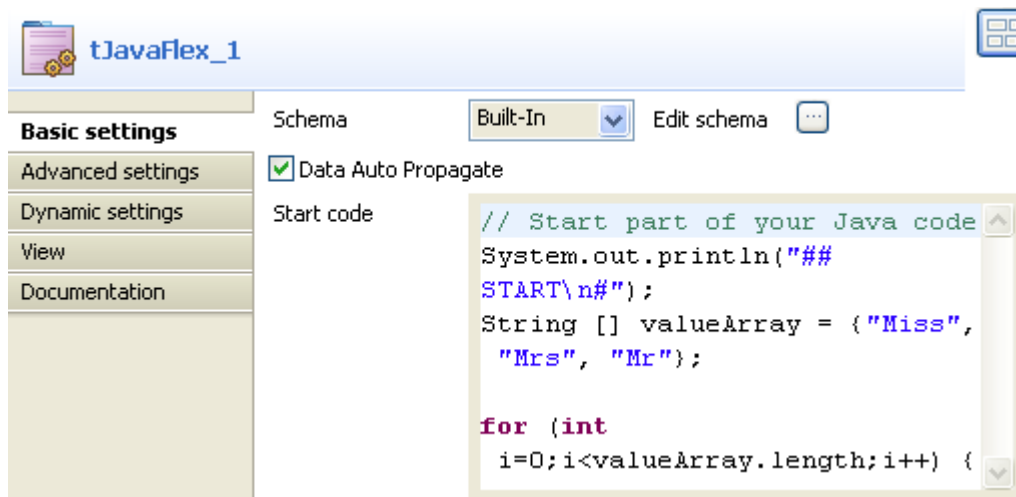 tJavaFlex_1
Basic settings
Advanced settings
Dynamic settings
View
Documentation
Schema
Built-In
Edit schema
...
Data Auto Propagate
Start code
// Start part of your Java code
System.out.println("##
START\n#");
String [] valueArray = {"Miss",
"Mrs", "Mr"};
for (int
i=0;i<valueArray.length;i++) {